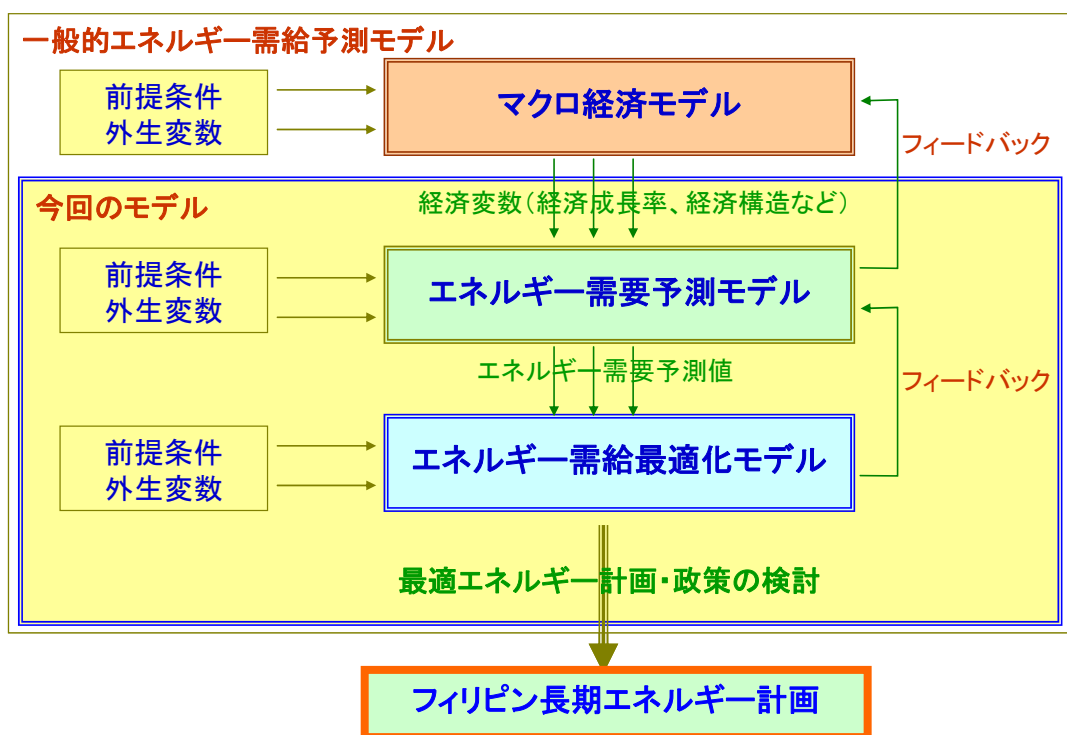 一般的エネルギー需給予測モデル
前提条件
外生変数
マクロ経済モデル
フィードバック
今回のモデル
経済変数(経済成長率、経済構造など)
前提条件
外生変数
エネルギー需要予測モデル
エネルギー需要予測値
フィードバック
前提条件
外生変数
エネルギー需給最適化モデル
最適エネルギー計画・政策の検討
フィリピン長期エネルギー計画